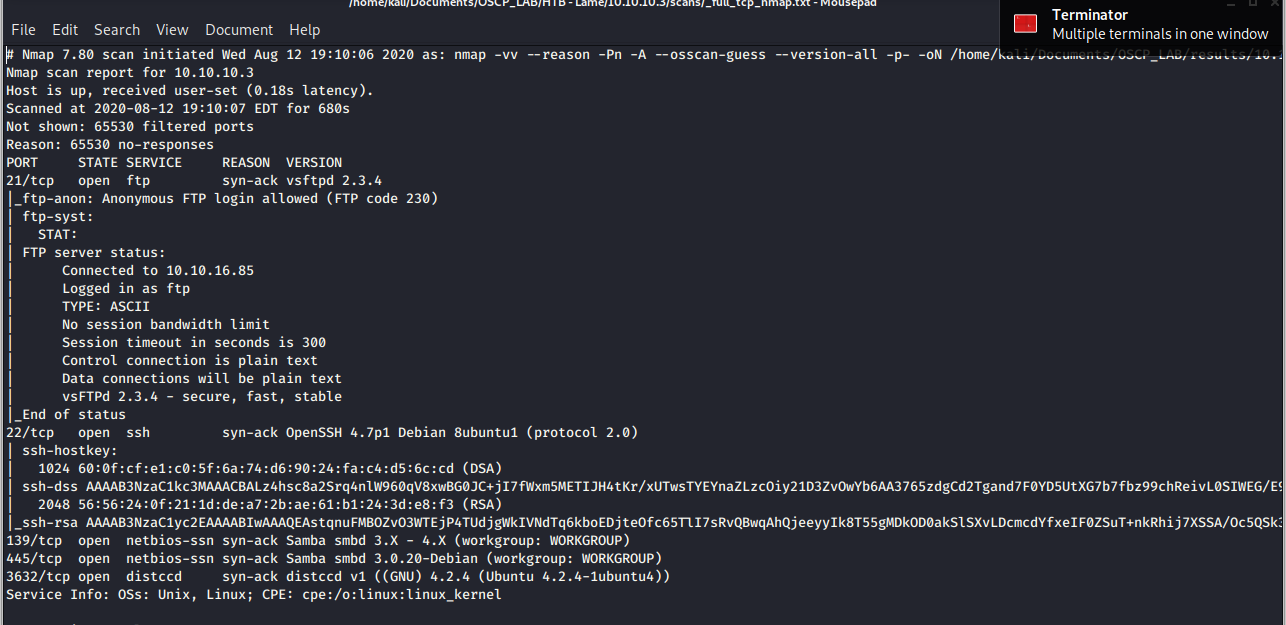 /home/kali/Documents/OSCP_LAB/HTB - Lame/10.10.10.3/scans/_full_tcp_nmap.txt - Mousepad
Terminator
Multiple terminals in one window
File Edit Search View Document Help
# Nmap 7.80 scan initiated Wed Aug 12 19:10:06 2020 as: nmap -vv --reason -Pn -A --osscan-guess --version-all -p- -oN /home/kali/Documents/OSCP_LAB/results/10.
Nmap scan report for 10.10.10.3
Host is up, received user-set (0.18s latency).
Scanned at 2020-08-12 19:10:07 EDT for 680s
Not shown: 65530 filtered ports
Reason: 65530 no-responses
PORT STATE SERVICE REASON VERSION
21/tcp open ftp syn-ack vsftpd 2.3.4
|_ftp-anon: Anonymous FTP login allowed (FTP code 230)
| ftp-syst:
| STAT:
| FTP server status:
| Connected to 10.10.16.85
| Logged in as ftp
| TYPE: ASCII
| No session bandwidth limit
| Session timeout in seconds is 300
| Control connection is plain text
| Data connections will be plain text
| vsFTPd 2.3.4 - secure, fast, stable
|_End of status
22/tcp open ssh syn-ack OpenSSH 4.7p1 Debian 8ubuntu1 (protocol 2.0)
| ssh-hostkey:
| 1024 60:0f:cf:e1:c0:5f:6a:74:d6:90:24:fa:c4:d5:6c:cd (DSA)
| ssh-dss AAAAB3NzaC1kc3MAAACBALz4hsc8a2Srq4nlW960qV8xwBG0JC+jI7fWxm5METIJH4tKr/xUTwsTYEYnaZLzcOiy21D3ZvOwYb6AA3765zdgCd2Tgand7F0YD5UtXG7b7fbz99chReivL0SIWEG/E9
| 2048 56:56:24:0f:21:1d:de:a7:2b:ae:61:b1:24:3d:e8:f3 (RSA)
|_ssh-rsa AAAAB3NzaC1yc2EAAAABIwAAAQEAstqnuFMBOZvO3WTEjP4TUdjgWkIVNdTq6kboEDjteOfc65TlI7sRvQBwqAhQjeeyyIk8T55gMDkOD0akSlSXvLDcmcdYfxeIF0ZSuT+nkRhij7XSSA/Oc5QSk3
139/tcp open netbios-ssn syn-ack Samba smbd 3.X - 4.X (workgroup: WORKGROUP)
445/tcp open netbios-ssn syn-ack Samba smbd 3.0.20-Debian (workgroup: WORKGROUP)
3632/tcp open distccd syn-ack distccd v1 ((GNU) 4.2.4 (Ubuntu 4.2.4-1ubuntu4))
Service Info: OSs: Unix, Linux; CPE: cpe:/o:linux:linux_kernel